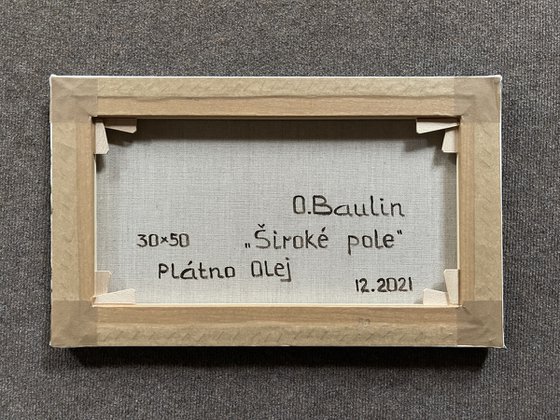 O.Baulin
30×50 „Široké pole“
Plátno Olej
12.2021